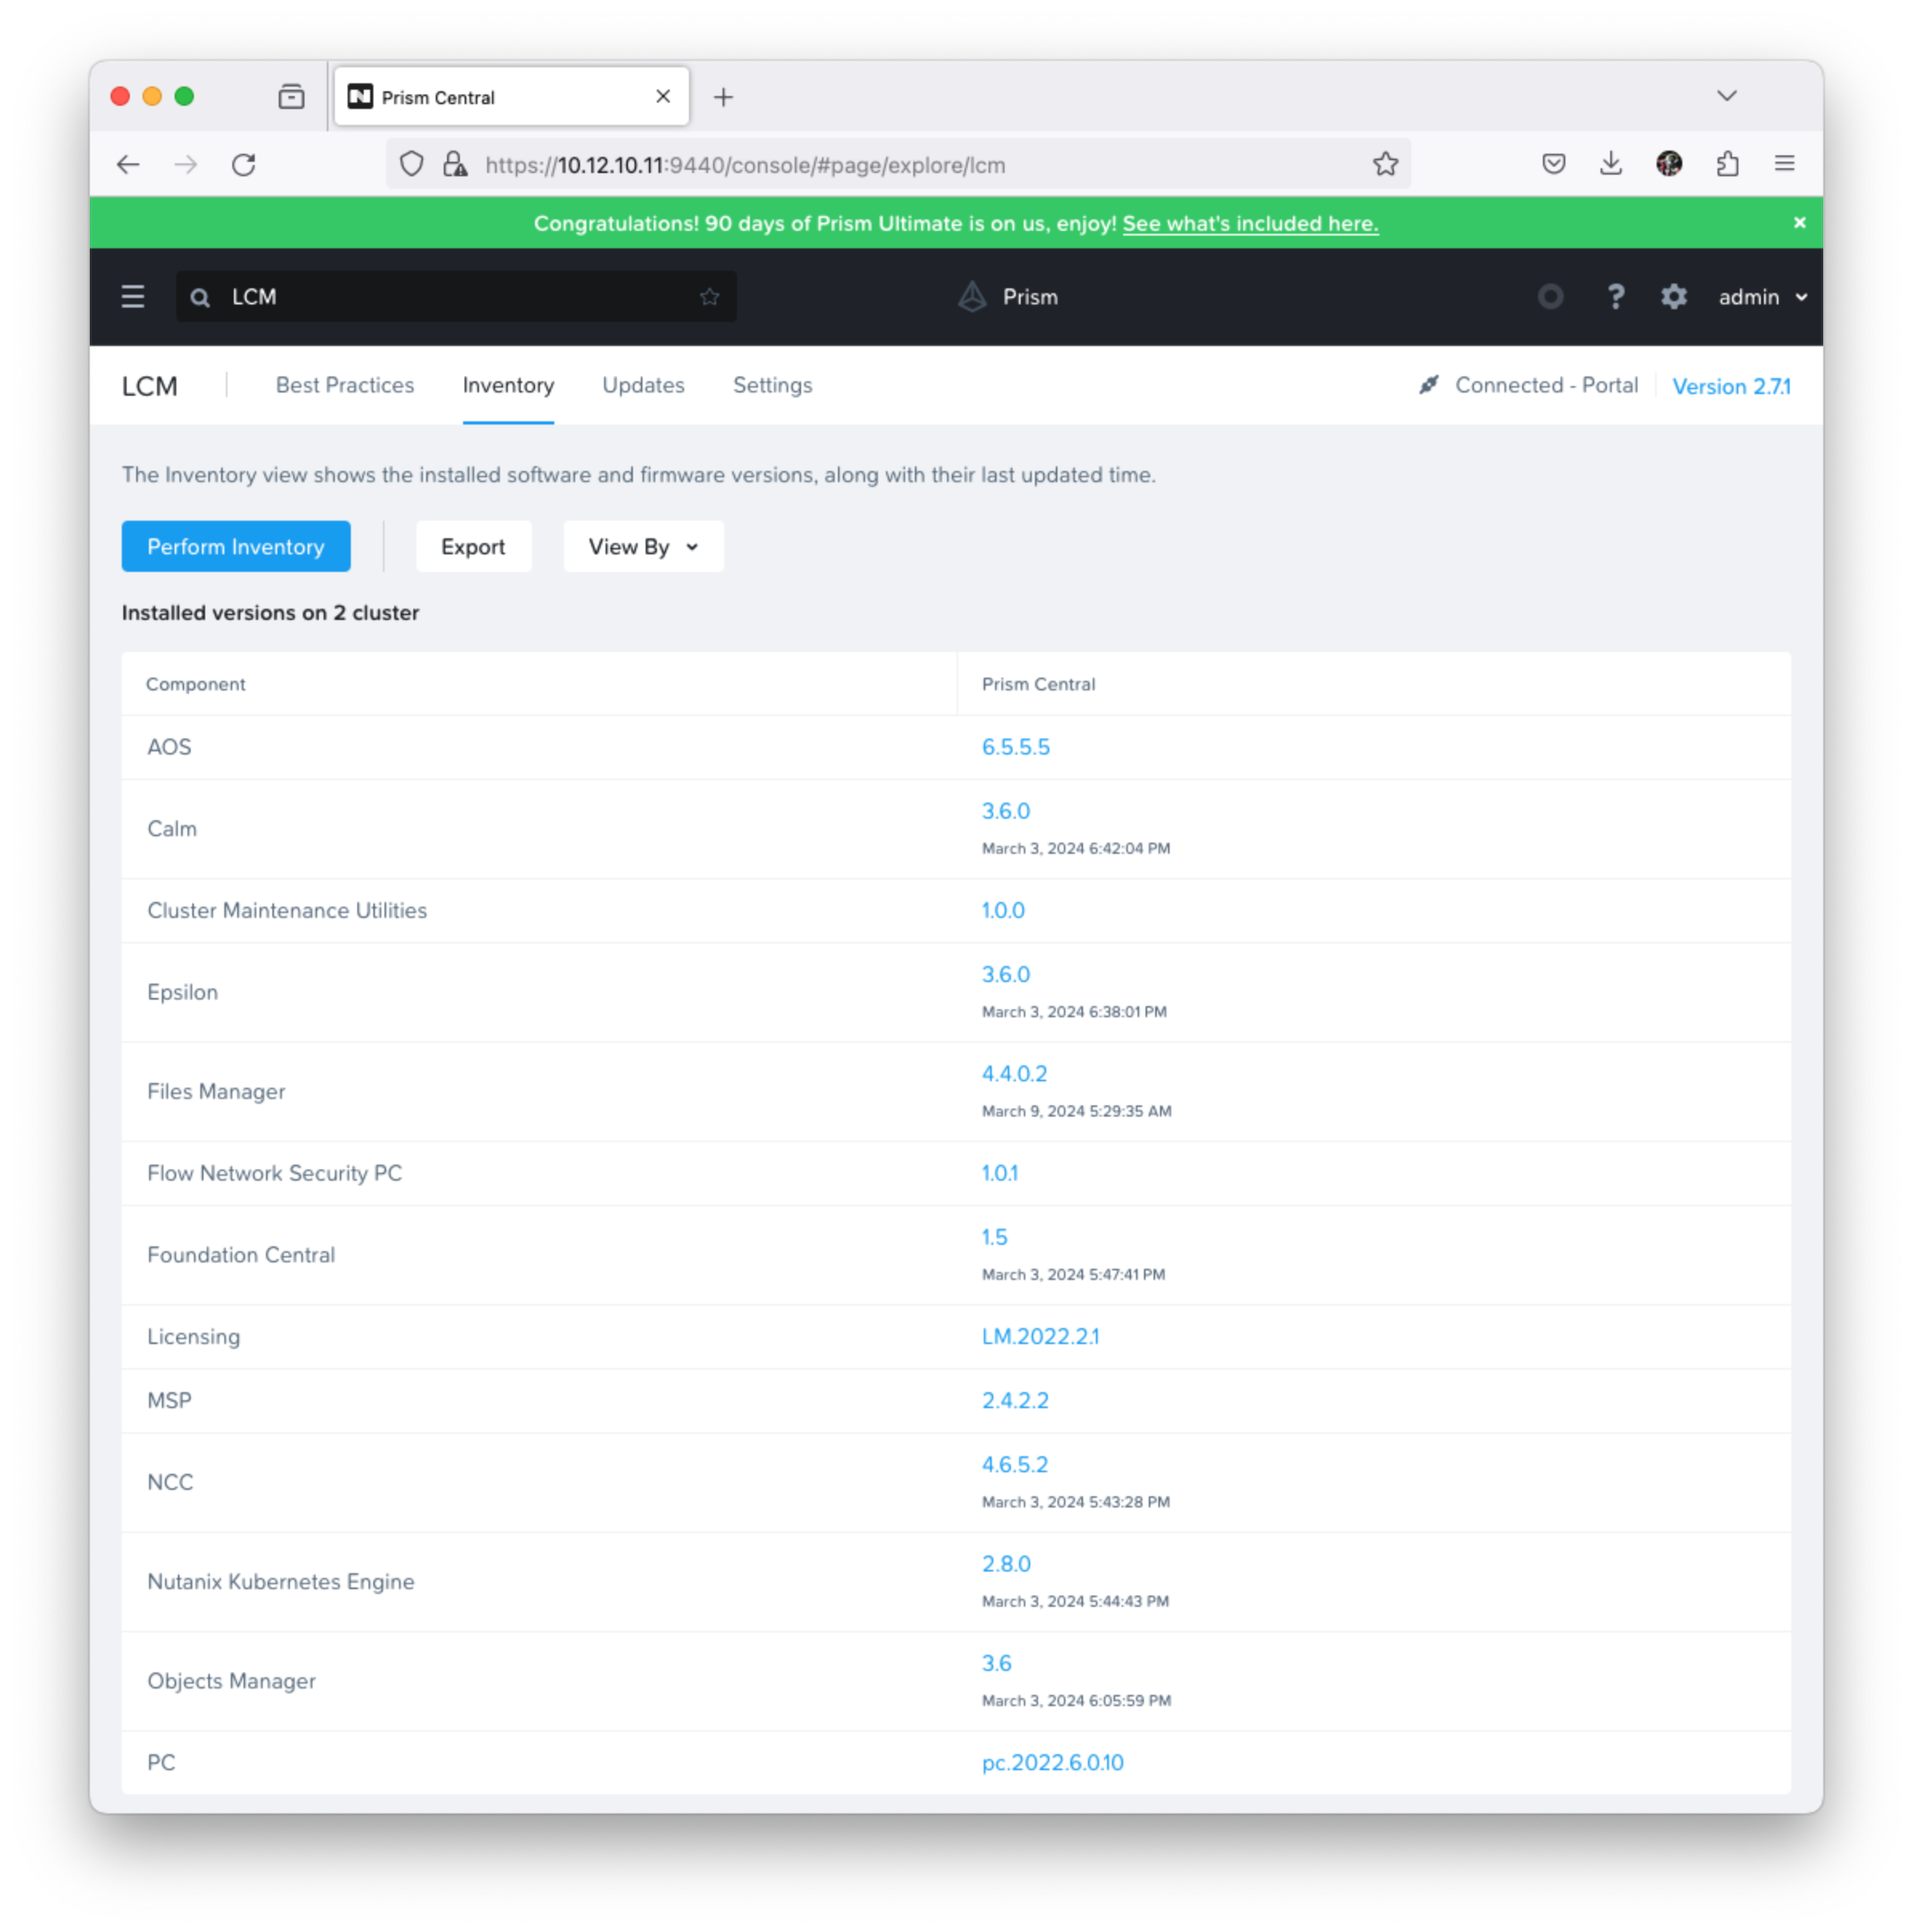 Prism Central
https://10.12.10.11:9440/console/#page/explore/lcm
Congratulations! 90 days of Prism Ultimate is on us, enjoy! See what's included here.
LCM
Prism
admin
LCM
Best Practices
Inventory
Updates
Settings
Connected - Portal
Version 2.7.1
The Inventory view shows the installed software and firmware versions, along with their last updated time.
Perform Inventory
Export
View By
Installed versions on 2 cluster
Component
Prism Central
AOS
6.5.5.5
Calm
3.6.0
March 3, 2024 6:42:04 PM
Cluster Maintenance Utilities
1.0.0
Epsilon
3.6.0
March 3, 2024 6:38:01 PM
Files Manager
4.4.0.2
March 9, 2024 5:29:35 AM
Flow Network Security PC
1.0.1
Foundation Central
1.5
March 3, 2024 5:47:41 PM
Licensing
LM.2022.2.1
MSP
2.4.2.2
NCC
4.6.5.2
March 3, 2024 5:43:28 PM
Nutanix Kubernetes Engine
2.8.0
March 3, 2024 5:44:43 PM
Objects Manager
3.6
March 3, 2024 6:05:59 PM
PC
pc.2022.6.0.10